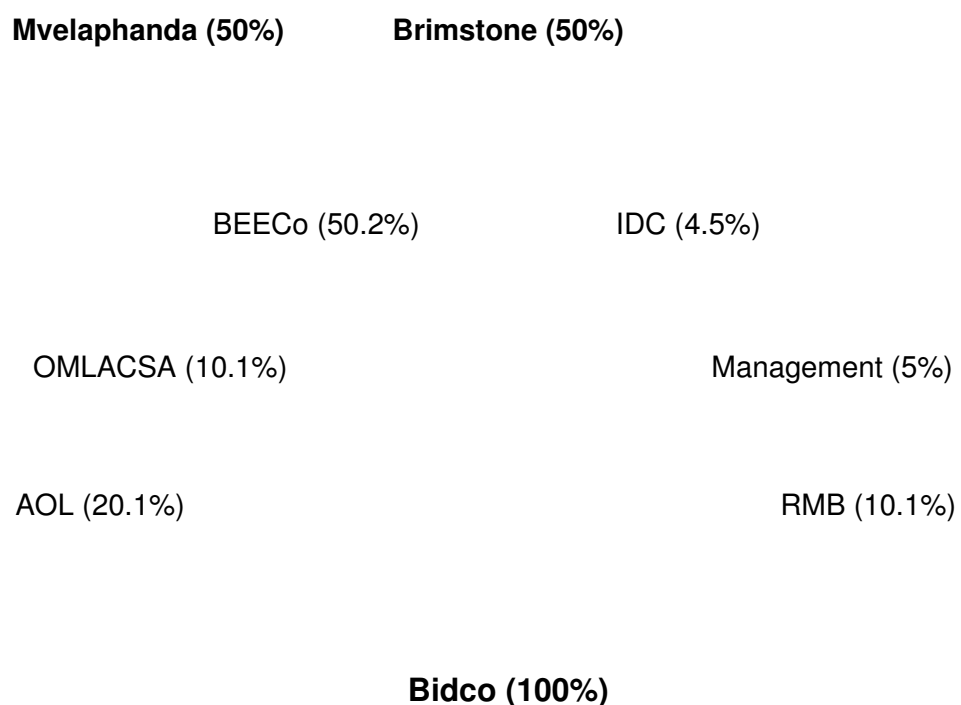 Mvelaphanda (50%) Brimstone (50%)
BEECo (50.2%) IDC (4.5%)
OMLACSA (10.1%) Management (5%)
AOL (20.1%) RMB (10.1%)
Bidco (100%)